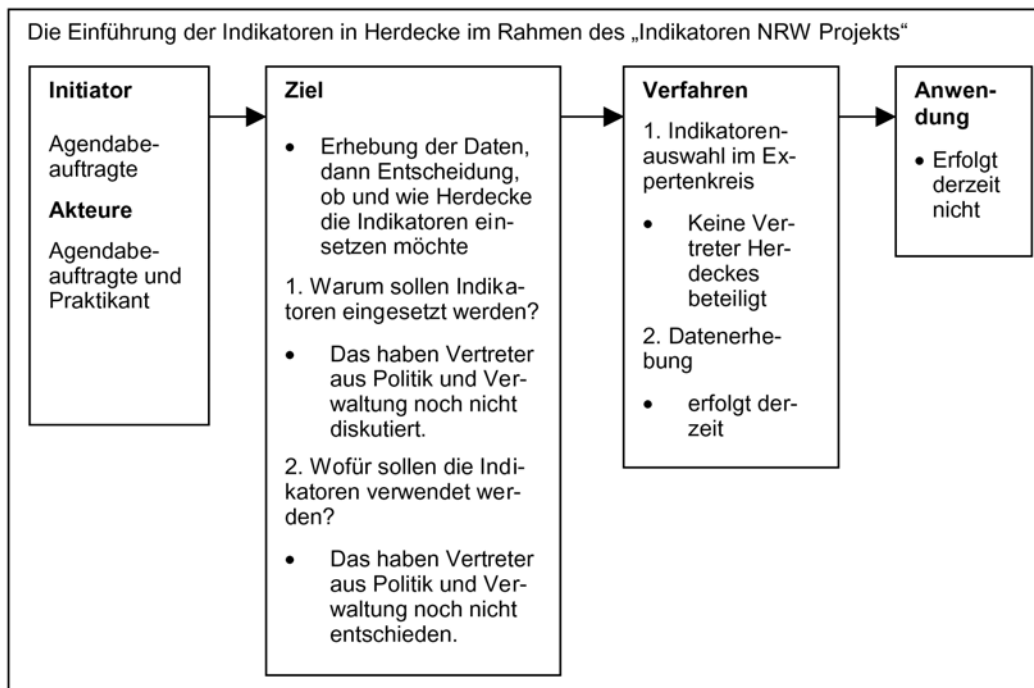 Die Einführung der Indikatoren in Herdecke im Rahmen des „Indikatoren NRW Projekts“
Initiator
Agendabe-
auftragte
Akteure
Agendabe-
auftragte und
Praktikant
Ziel
• Erhebung der Daten,
dann Entscheidung,
ob und wie Herdecke
die Indikatoren ein-
setzen möchte
1. Warum sollen Indika-
toren eingesetzt werden?
• Das haben Vertreter
aus Politik und Ver-
waltung noch nicht
diskutiert.
2. Wofür sollen die Indi-
katoren verwendet wer-
den?
• Das haben Vertreter
aus Politik und Ver-
waltung noch nicht
entschieden.
Verfahren
1. Indikatoren-
auswahl im Ex-
pertenkreis
• Keine Ver-
treter Her-
deckes
beteiligt
2. Datenerhe-
bung
• erfolgt der-
zeit
Anwen-
dung
• Erfolgt
derzeit
nicht